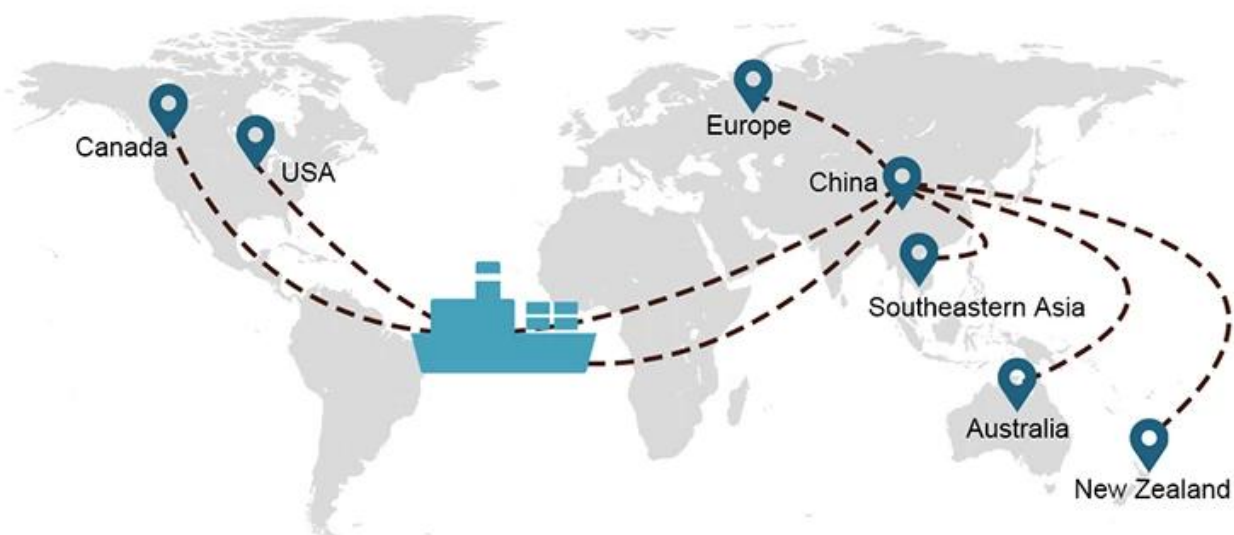 Canada
USA
Europe
China
Southeastern Asia
Australia
New Zealand